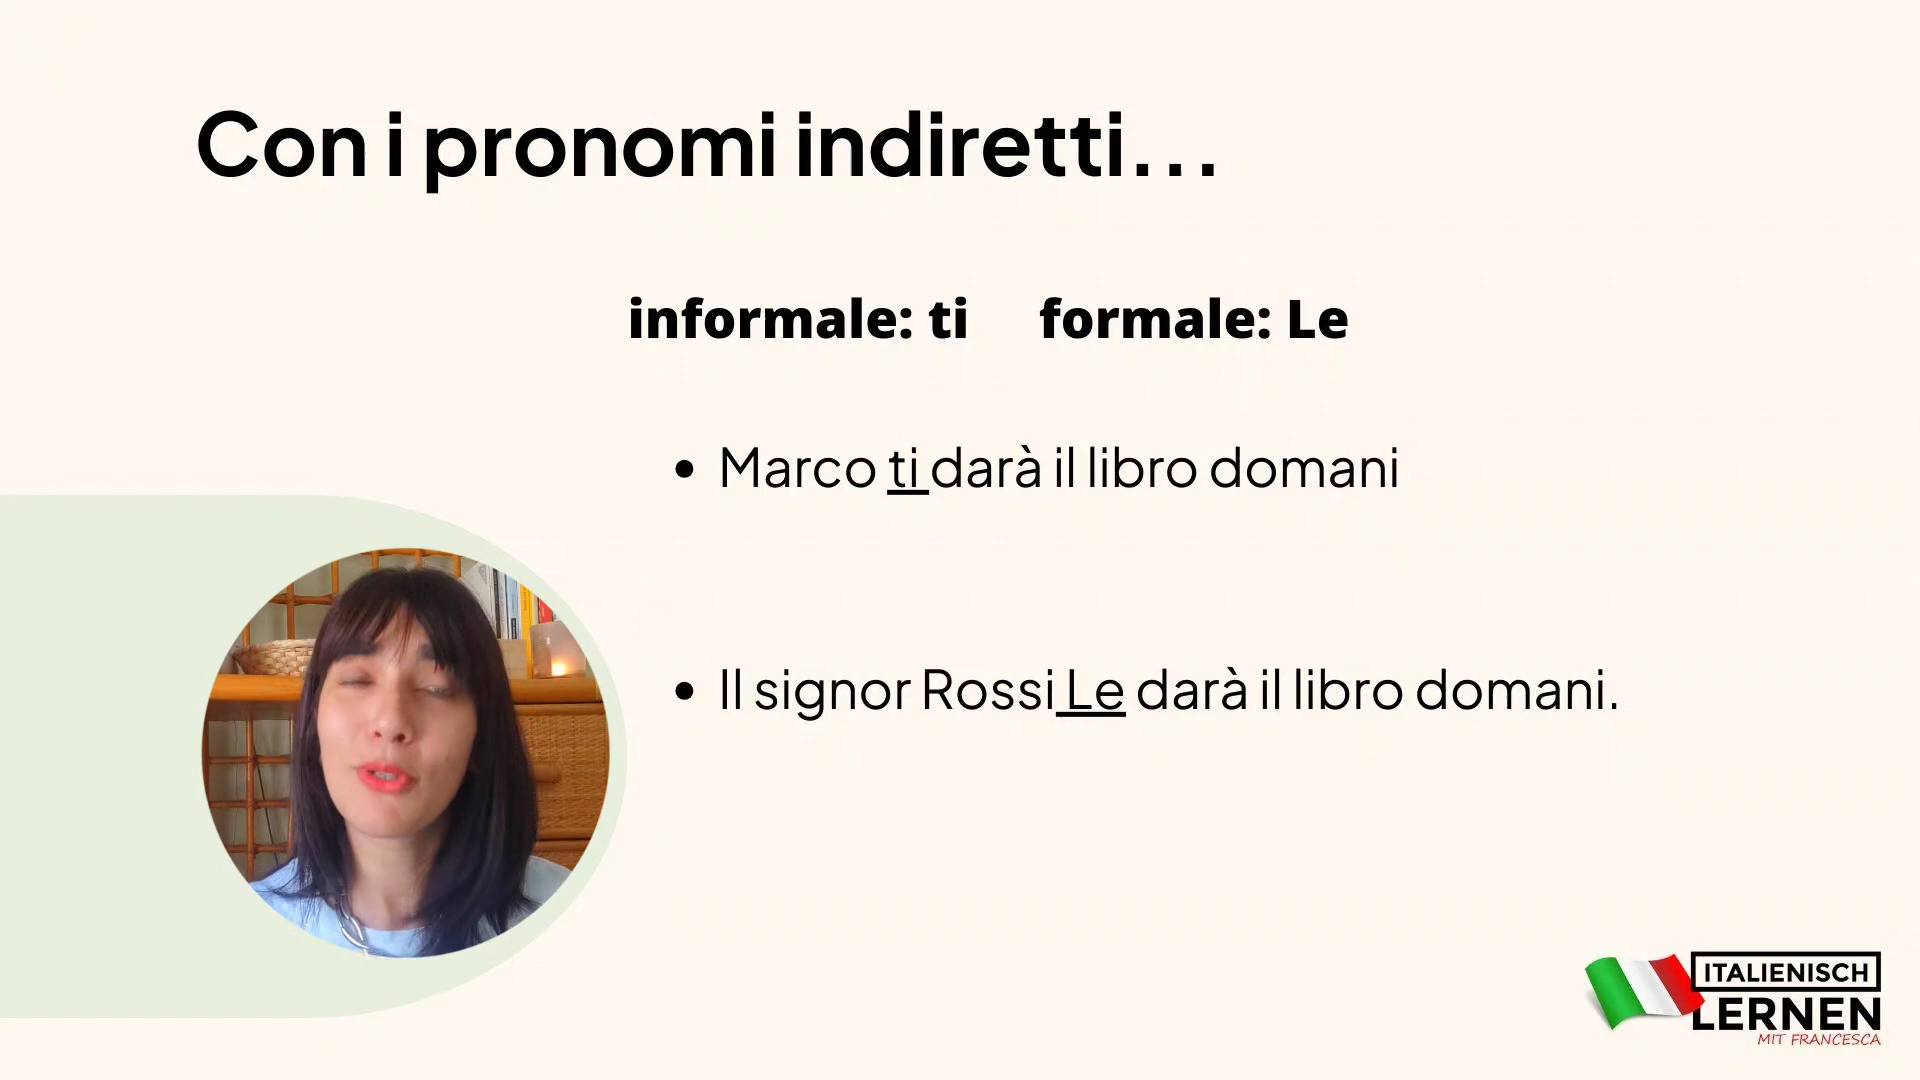 Con i pronomi indiretti...
informale: ti formale: Le
• Marco ti darà il libro domani
• Il signor Rossi Le darà il libro domani.
ITALIENISCH
LERNEN
MIT FRANCESCA